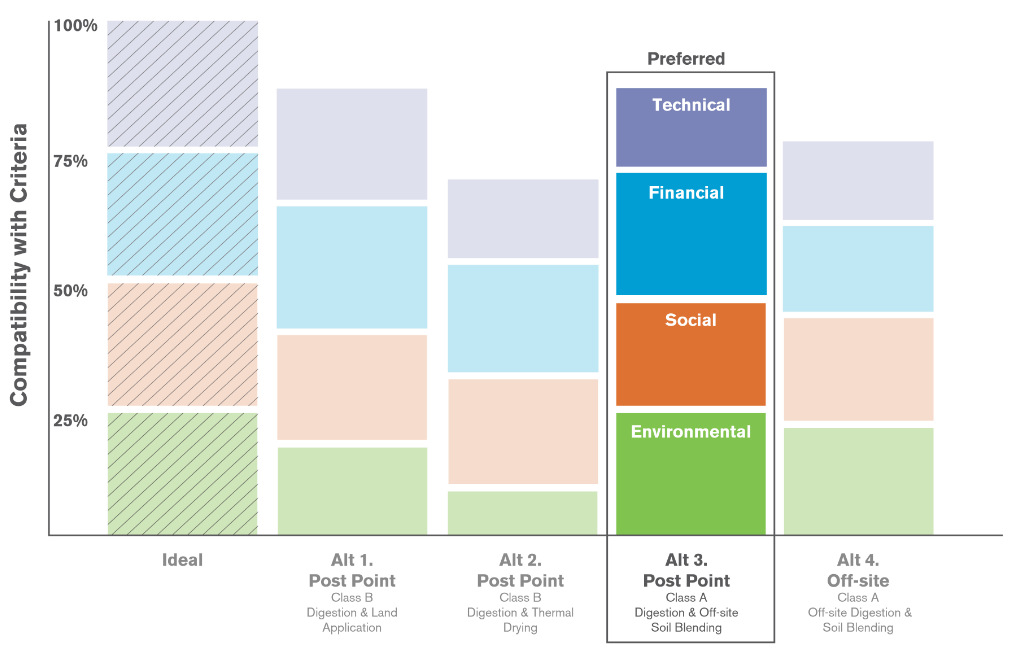 Compatibility with Criteria
100%
75%
50%
25%
Preferred
Technical
Financial
Social
Environmental
Ideal
Alt 1.
Post Point
Class B
Digestion & Land
Application
Alt 2.
Post Point
Class B
Digestion & Thermal
Drying
Alt 3.
Post Point
Class A
Digestion & Off-site
Soil Blending
Alt 4.
Off-site
Class A
Off-site Digestion &
Soil Blending